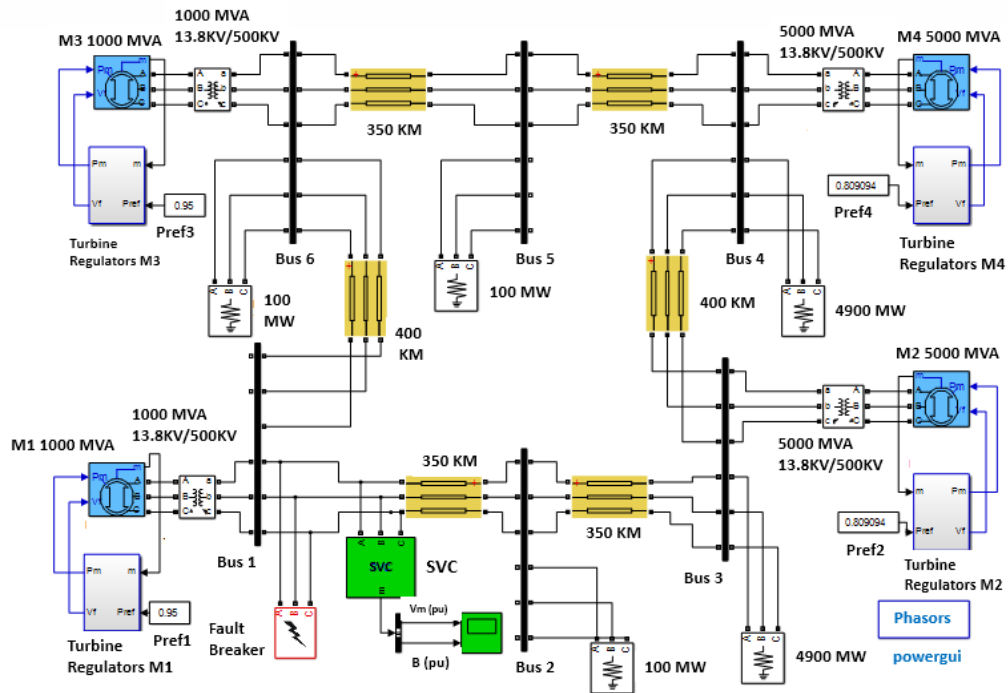 1000 MVA
13.8KV/500KV
M3 1000 MVA
Pm
m
A
B
C
A
B
C
a
b
c
350 KM
350 KM
5000 MVA
13.8KV/500KV
a
b
c
A
B
C
M4 5000 MVA
m
A
B
C
Pm
Vf
Pm
m
Vf
Pref
0.95
Pref3
Turbine
Regulators M3
Bus 6
Bus 5
Bus 4
m
Pm
Pref
Vf
0.809094
Pref4
Turbine
Regulators M4
A
B
C
100
MW
400
KM
A
B
C
100 MW
400 KM
A
B
C
4900 MW
M2 5000 MVA
m
A
B
C
Pm
Vf
a
b
c
A
B
C
5000 MVA
13.8KV/500KV
1000 MVA
13.8KV/500KV
M1 1000 MVA
Pm
Vf
m
A
B
C
A
B
C
a
b
c
350 KM
350 KM
Bus 1
Bus 3
A
B
C
SVC
m
SVC
m
Pm
Pref
Vf
0.809094
Pref2
Turbine
Regulators M2
Pm
m
Vf
Pref
0.95
Pref1
Turbine
Regulators M1
A
B
C
Fault
Breaker
Vm (pu)
B (pu)
Bus 2
A
B
C
100 MW
A
B
C
4900 MW
Phasors
powergui